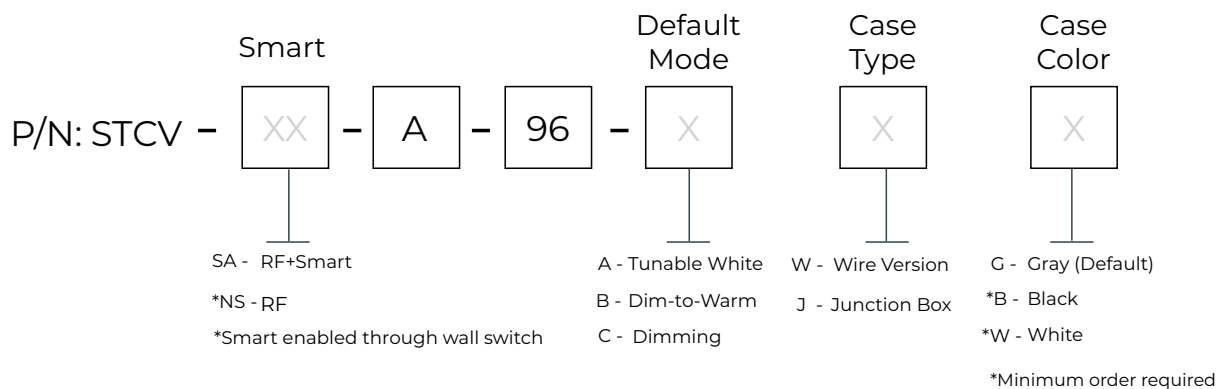 Smart
Default
Mode
Case
Type
Case
Color
P/N: STCV - XX - A - 96 - X X X
SA - RF+Smart
*NS - RF
*Smart enabled through wall switch
A - Tunable White
B - Dim-to-Warm
C - Dimming
W - Wire Version
J - Junction Box
G - Gray (Default)
*B - Black
*W - White
*Minimum order required